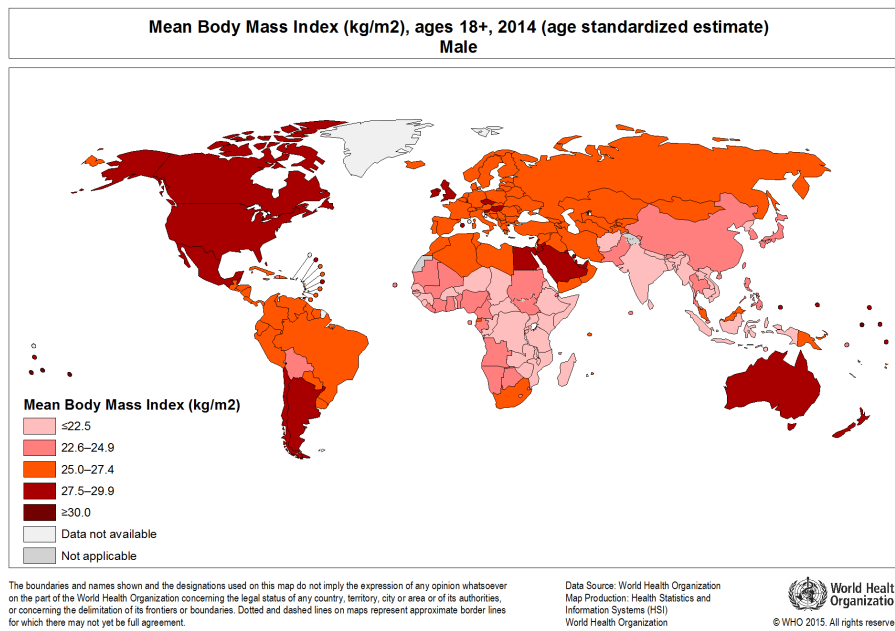 Mean Body Mass Index (kg/m2), ages 18+, 2014 (age standardized estimate)
Male
Mean Body Mass Index (kg/m2)
≤22.5
22.6–24.9
25.0–27.4
27.5–29.9
≥30.0
Data not available
Not applicable
The boundaries and names shown and the designations used on this map do not imply the expression of any opinion whatsoever
on the part of the World Health Organization concerning the legal status of any country, territory, city or area or of its authorities,
or concerning the delimitation of its frontiers or boundaries. Dotted and dashed lines on maps represent approximate border lines
for which there may not yet be full agreement.
Data Source: World Health Organization
Map Production: Health Statistics and
Information Systems (HSI)
World Health Organization
World Healt
Organizatio
© WHO 2015. All rights reserve